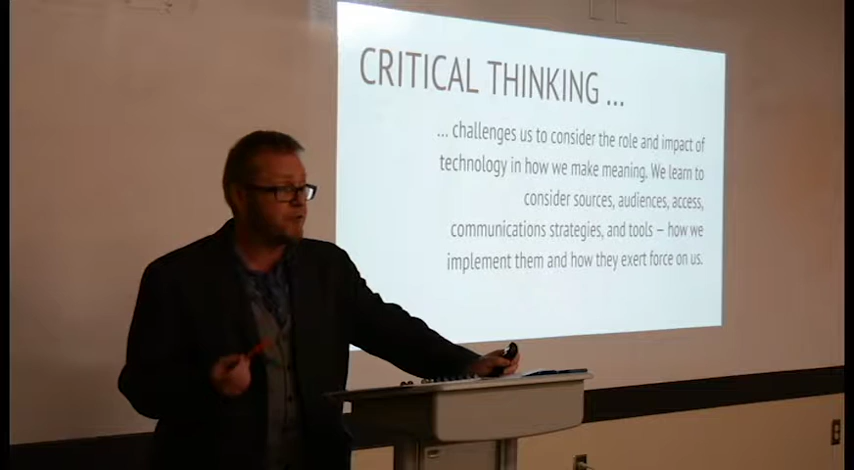 CRITICAL THINKING ...
... challenges us to consider the role and impact of
technology in how we make meaning. We learn to
consider sources, audiences, access,
communications strategies, and tools – how we
implement them and how they exert force on us.